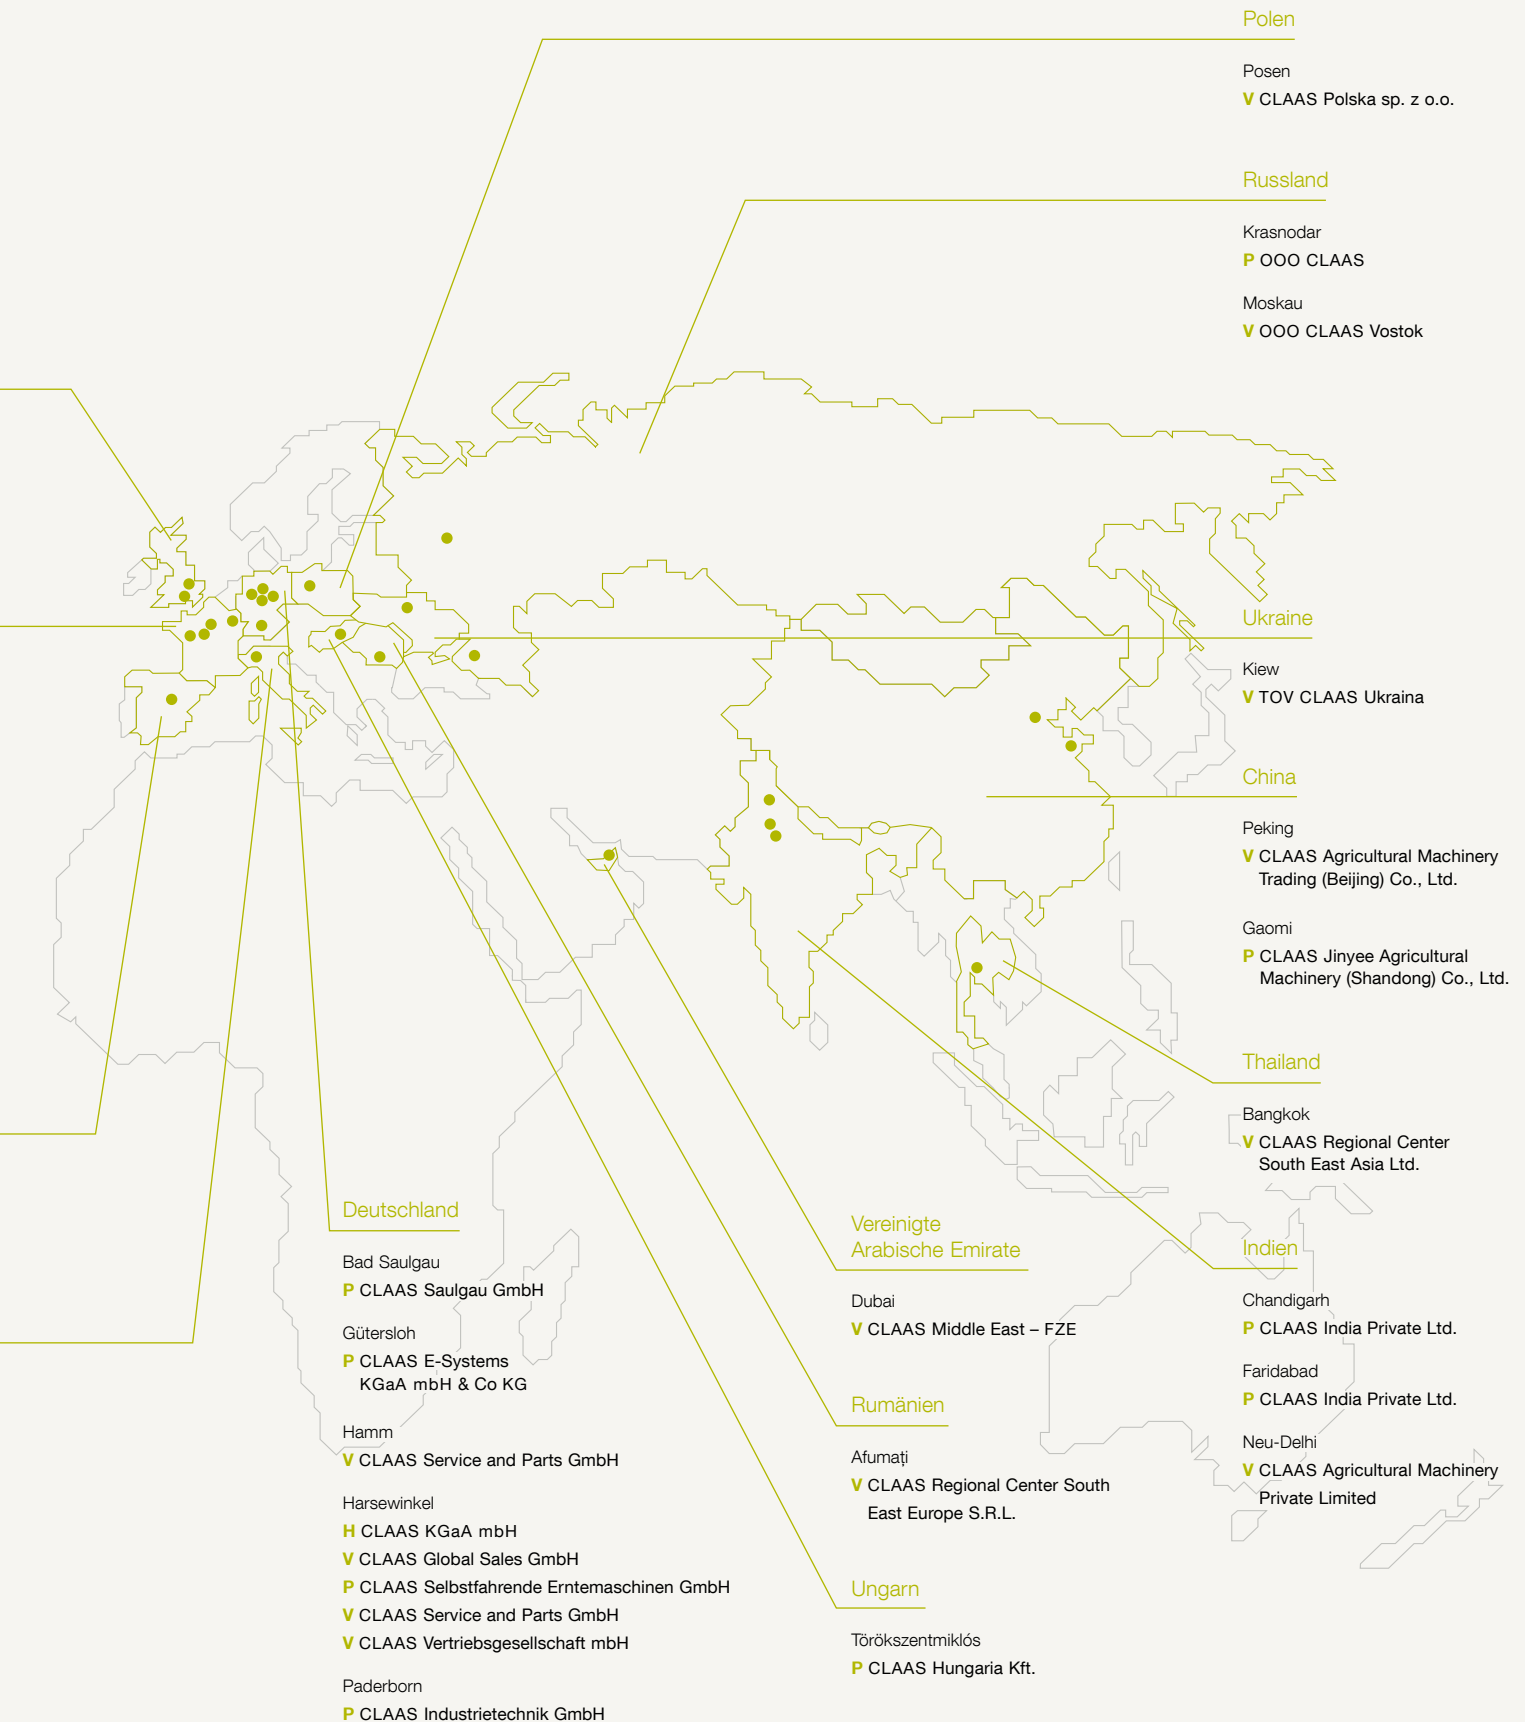 Polen
Posen
V CLAAS Polska sp. z o.o.
Russland
Krasnodar
P OOO CLAAS
Moskau
V OOO CLAAS Vostok
Ukraine
Kiew
V TOV CLAAS Ukraina
China
Peking
V CLAAS Agricultural Machinery
Trading (Beijing) Co., Ltd.
Gaomi
P CLAAS Jinyee Agricultural
Machinery (Shandong) Co., Ltd.
Thailand
Bangkok
V CLAAS Regional Center
South East Asia Ltd.
Deutschland
Bad Saulgau
P CLAAS Saulgau GmbH
Gütersloh
P CLAAS E-Systems
KGaA mbH & Co KG
Hamm
V CLAAS Service and Parts GmbH
Harsewinkel
H CLAAS KGaA mbH
V CLAAS Global Sales GmbH
P CLAAS Selbstfahrende Erntemaschinen GmbH
V CLAAS Service and Parts GmbH
V CLAAS Vertriebsgesellschaft mbH
Paderborn
P CLAAS Industrietechnik GmbH
Vereinigte
Arabische Emirate
Dubai
V CLAAS Middle East – FZE
Rumänien
Afumați
V CLAAS Regional Center South
East Europe S.R.L.
Ungarn
Törökszentmiklós
P CLAAS Hungaria Kft.
Indien
Chandigarh
P CLAAS India Private Ltd.
Faridabad
P CLAAS India Private Ltd.
Neu-Delhi
V CLAAS Agricultural Machinery
Private Limited